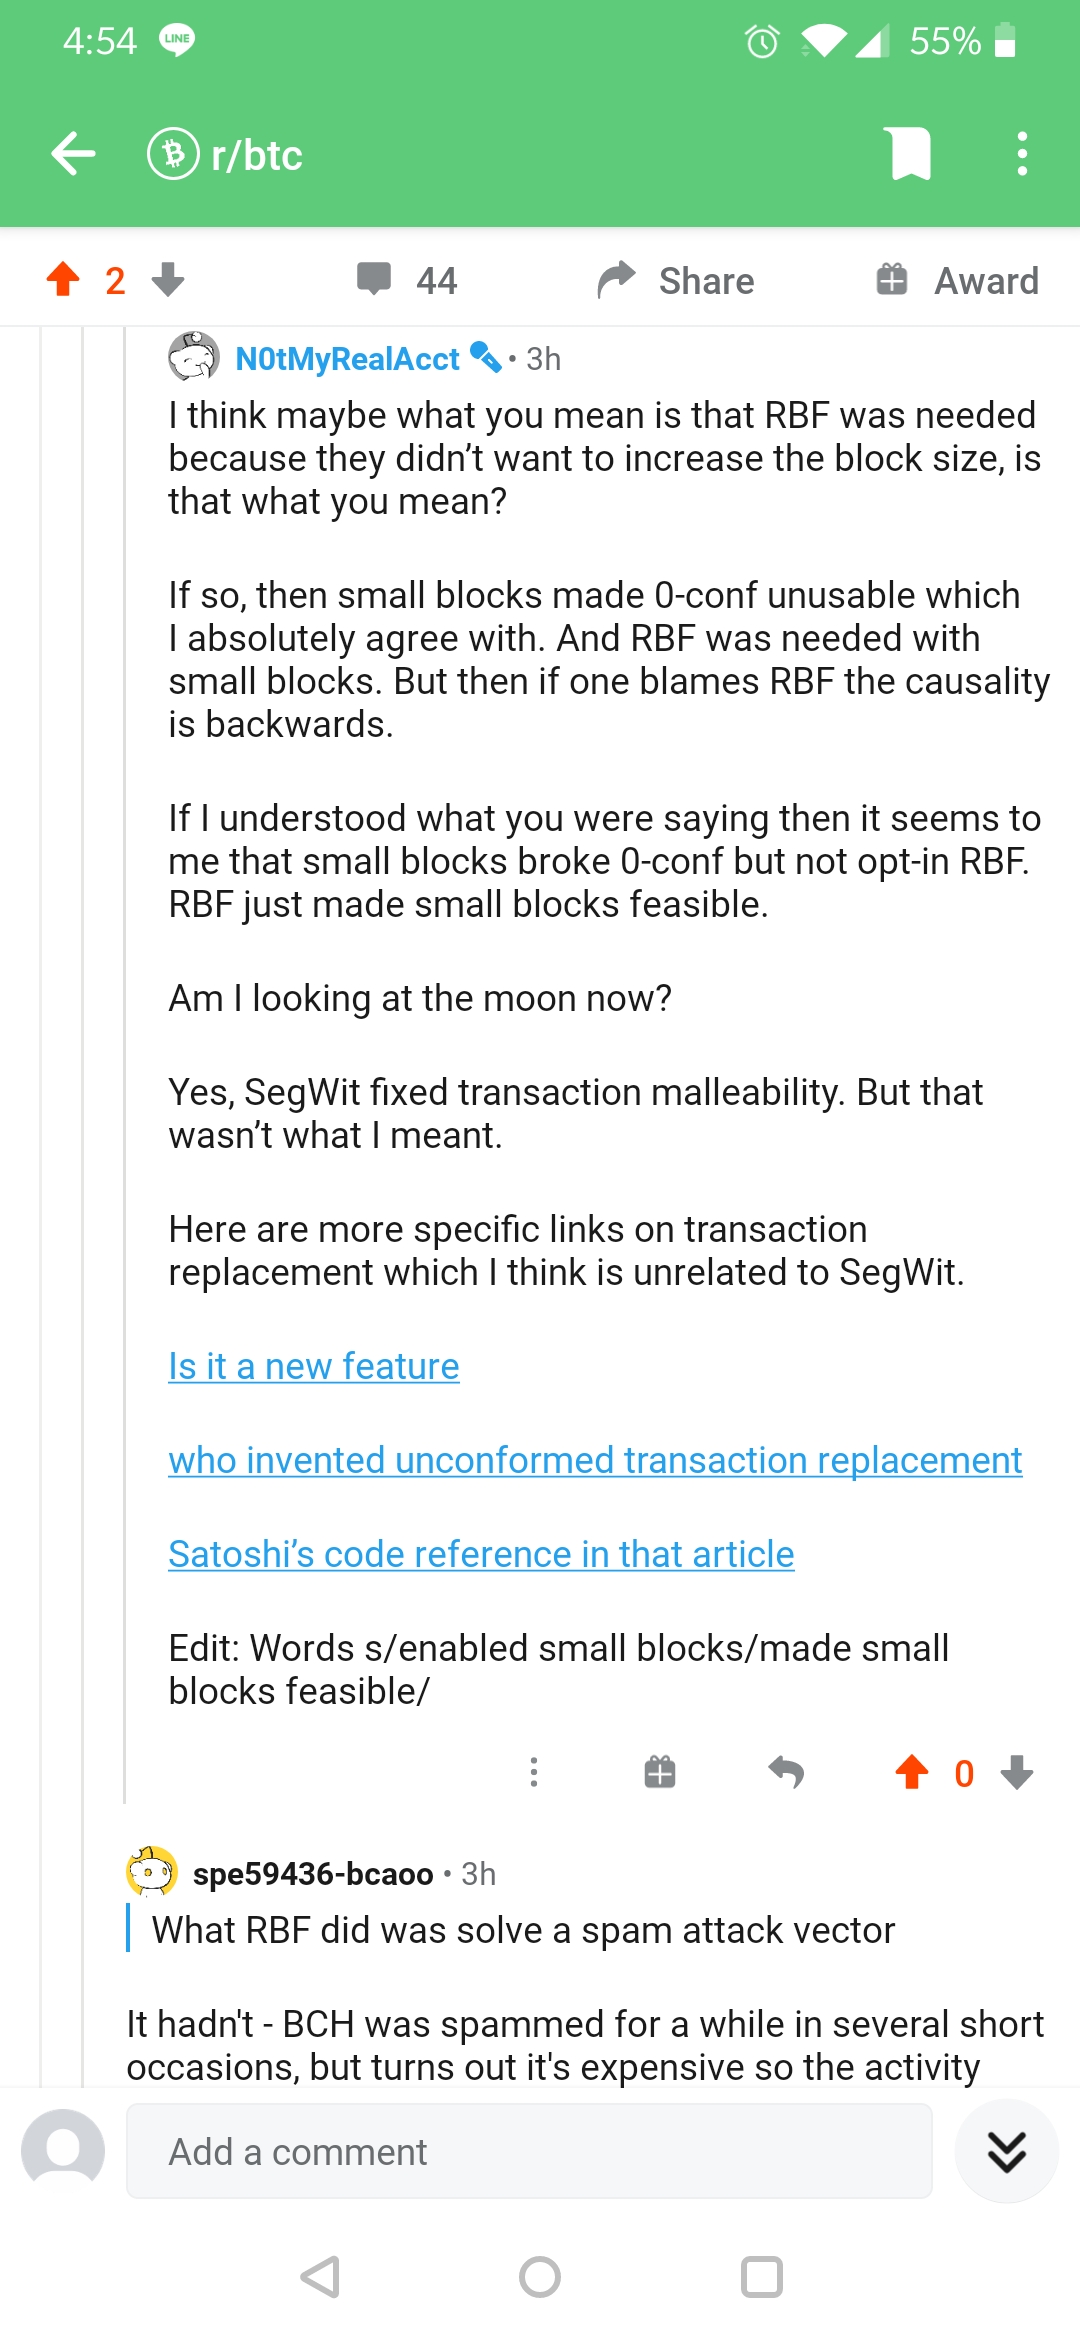 4:54 LINE 55%
r/btc
2 44 Share Award
N0tMyRealAcct • 3h
I think maybe what you mean is that RBF was needed
because they didn’t want to increase the block size, is
that what you mean?
If so, then small blocks made 0-conf unusable which
I absolutely agree with. And RBF was needed with
small blocks. But then if one blames RBF the causality
is backwards.
If I understood what you were saying then it seems to
me that small blocks broke 0-conf but not opt-in RBF.
RBF just made small blocks feasible.
Am I looking at the moon now?
Yes, SegWit fixed transaction malleability. But that
wasn’t what I meant.
Here are more specific links on transaction
replacement which I think is unrelated to SegWit.
Is it a new feature
who invented unconformed transaction replacement
Satoshi’s code reference in that article
Edit: Words s/enabled small blocks/made small
blocks feasible/
0
spe59436-bcaoo • 3h
What RBF did was solve a spam attack vector
It hadn't - BCH was spammed for a while in several short
occasions, but turns out it's expensive so the activity
Add a comment